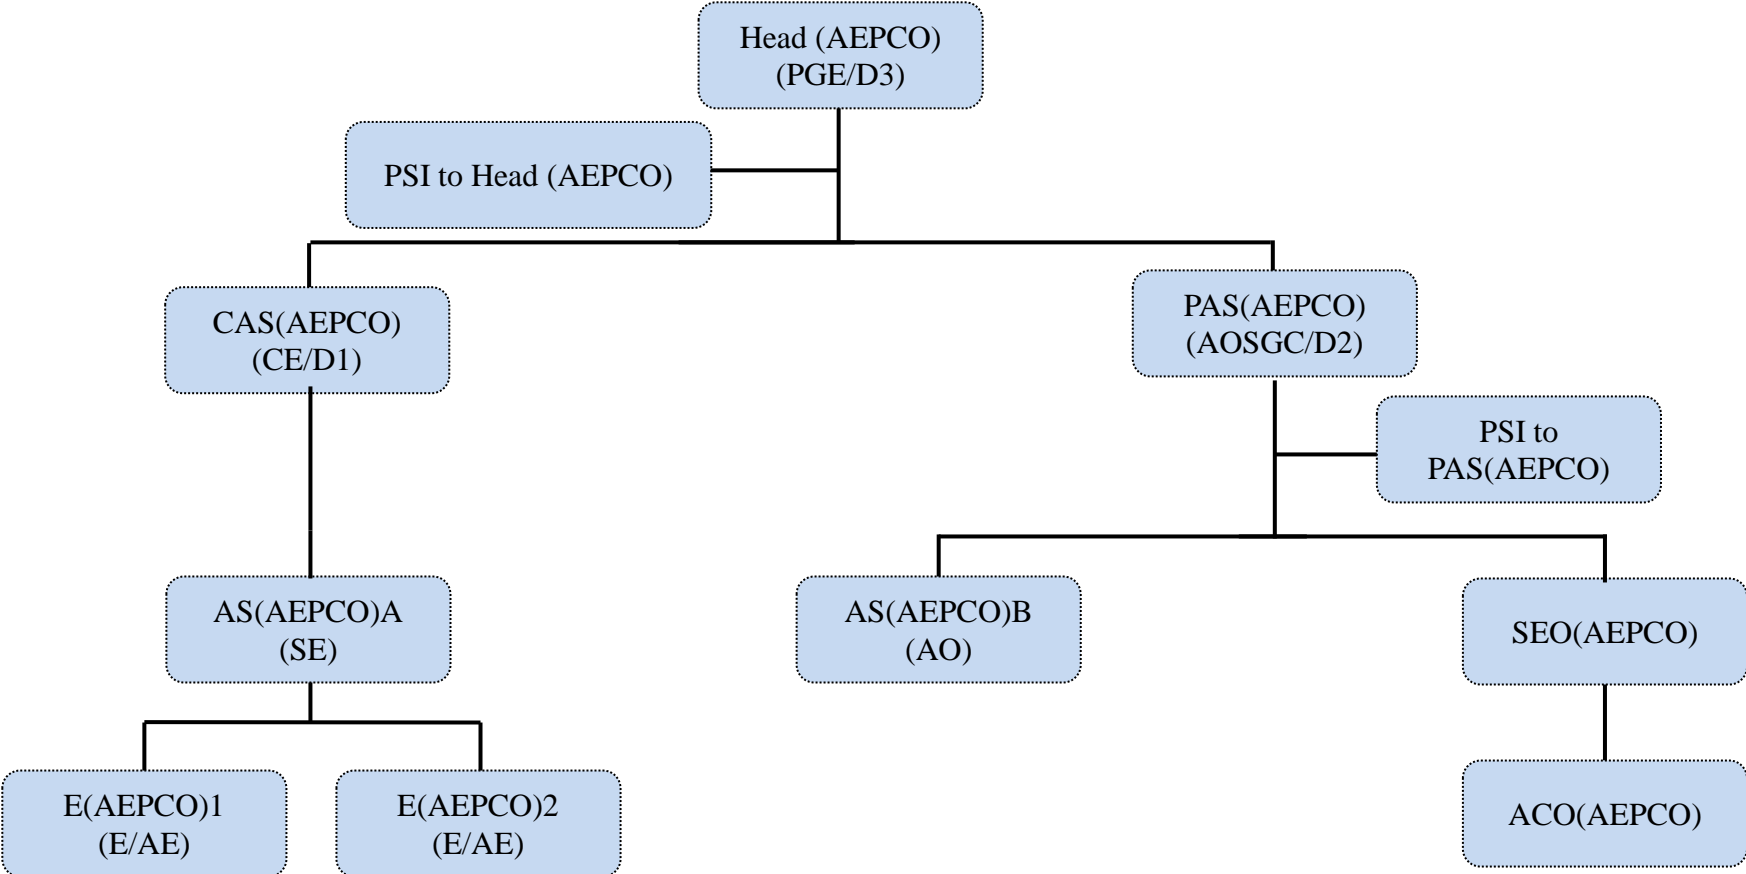 Head (AEPCO)
(PGE/D3)
PSI to Head (AEPCO)
CAS(AEPCO)
(CE/D1)
PAS(AEPCO)
(AOSGC/D2)
PSI to
PAS(AEPCO)
AS(AEPCO)A
(SE)
AS(AEPCO)B
(AO)
SEO(AEPCO)
E(AEPCO)1
(E/AE)
E(AEPCO)2
(E/AE)
ACO(AEPCO)